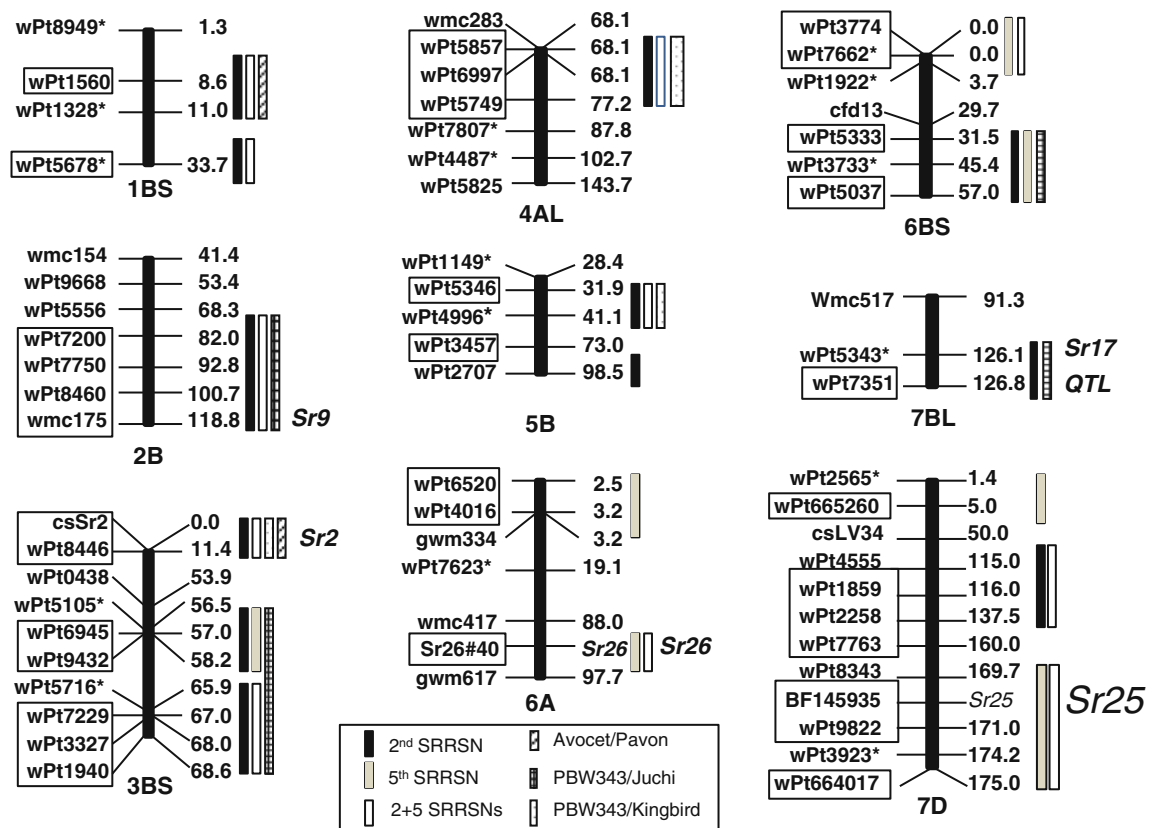 wPt8949* 1.3
wPt1560 8.6
wPt1328* 11.0
wPt5678* 33.7
1BS
wmc283 68.1
wPt5857 68.1
wPt6997 68.1
wPt5749 77.2
wPt7807* 87.8
wPt4487* 102.7
wPt5825 143.7
4AL
wPt3774 0.0
wPt7662* 0.0
wPt1922* 3.7
cfd13 29.7
wPt5333 31.5
wPt3733* 45.4
wPt5037 57.0
6BS
wmc154 41.4
wPt9668 53.4
wPt5556 68.3
wPt7200 82.0
wPt7750 92.8
wPt8460 100.7
wmc175 118.8 Sr9
2B
wPt1149* 28.4
wPt5346 31.9
wPt4996* 41.1
wPt3457 73.0
wPt2707 98.5
5B
Wmc517 91.3
wPt5343* 126.1 Sr17
wPt7351 126.8 QTL
7BL
csSr2 0.0
wPt8446 11.4 Sr2
wPt0438 53.9
wPt5105* 56.5
wPt6945 57.0
wPt9432 58.2
wPt5716* 65.9
wPt7229 67.0
wPt3327 68.0
wPt1940 68.6
3BS
wPt6520 2.5
wPt4016 3.2
gwm334 3.2
wPt7623* 19.1
wmc417 88.0
Sr26#40 Sr26 Sr26
gwm617 97.7
6A
wPt2565* 1.4
wPt665260 5.0
csLV34 50.0
wPt4555 115.0
wPt1859 116.0
wPt2258 137.5
wPt7763 160.0
wPt8343 169.7
BF145935 Sr25 Sr25
wPt9822 171.0
wPt3923* 174.2
wPt664017 175.0
7D
2nd SRRSN Avocet/Pavon
5th SRRSN PBW343/Juchi
2+5 SRRSNs PBW343/Kingbird